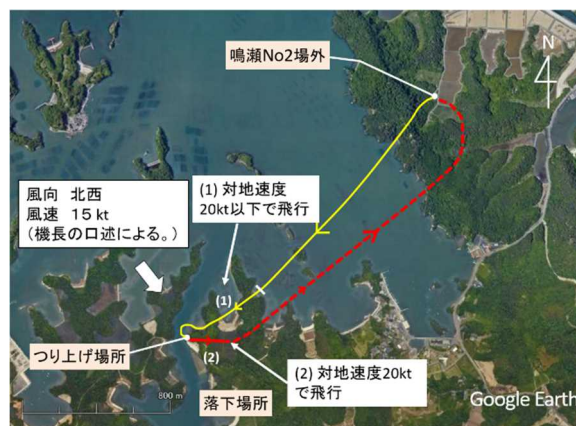 鳴瀬No2場外
N
風向 北西
風速 15kt
(機長の口述による。)
(1) 対地速度
20kt以下で飛行
(1)
つり上げ場所
(2)
(2) 対地速度20kt
で飛行
落下場所
800 m
Google Earth